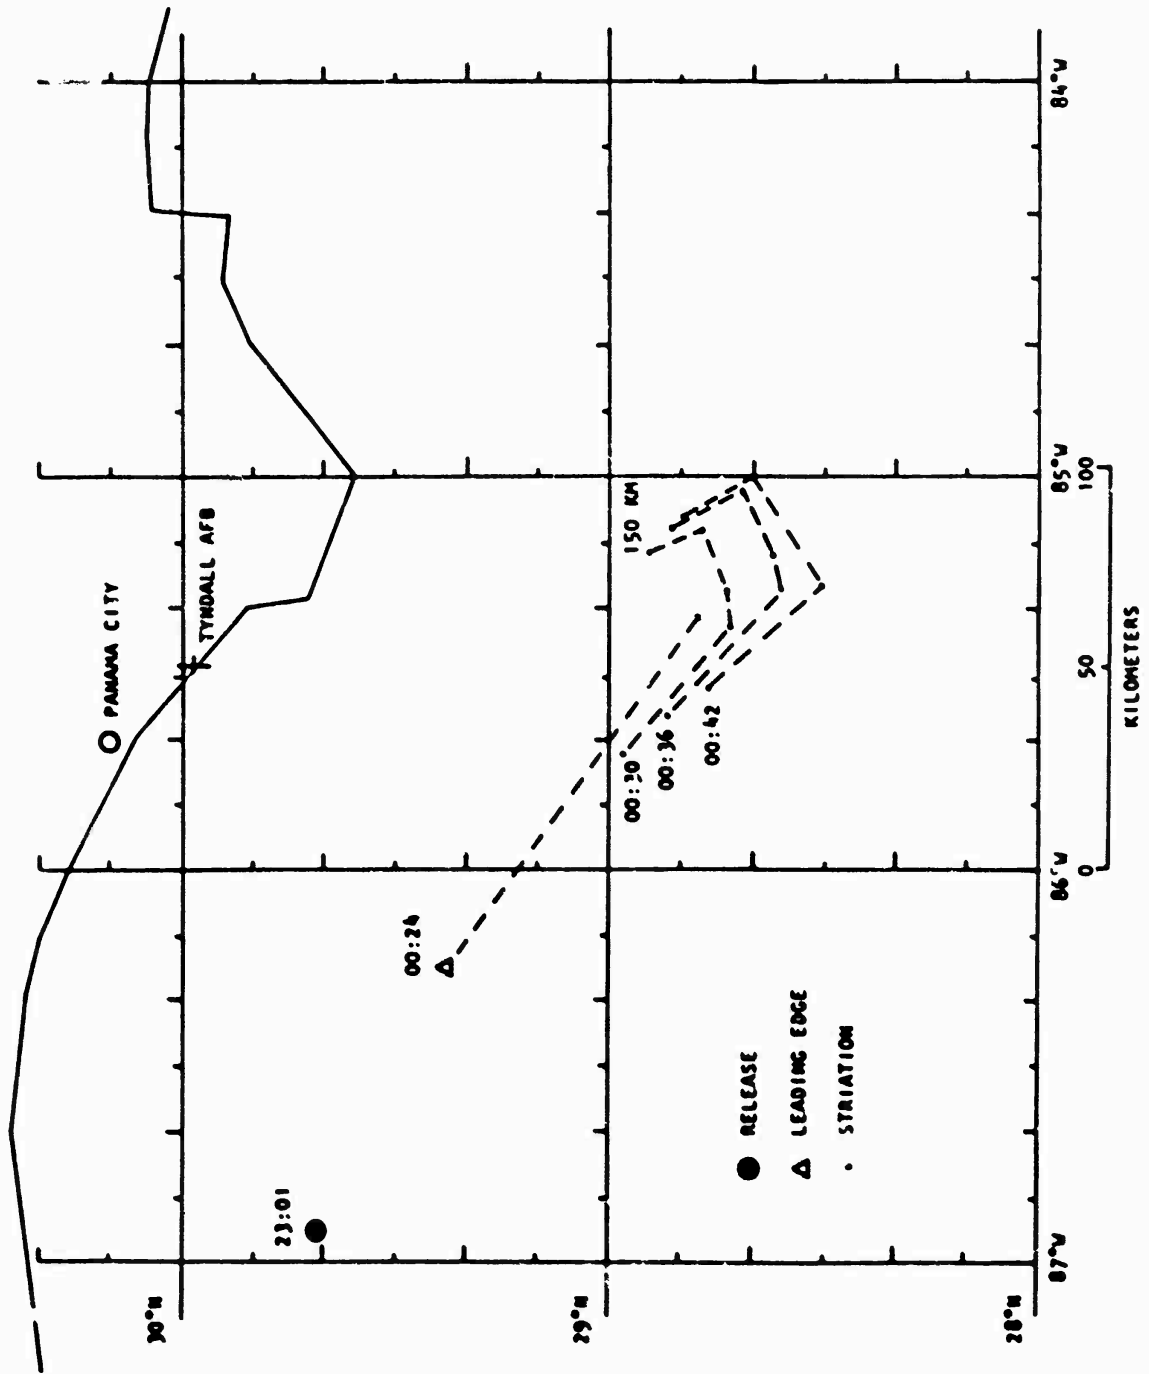 PANAMA CITY
TYNDALL AFB
30°N
29°N
28°N
87°W
86°W
85°W
84°W
23:01
00:24
00:30
00:36
00:42
150 KM
RELEASE
LEADING EDGE
STRIATION
0 50 100
KILOMETERS